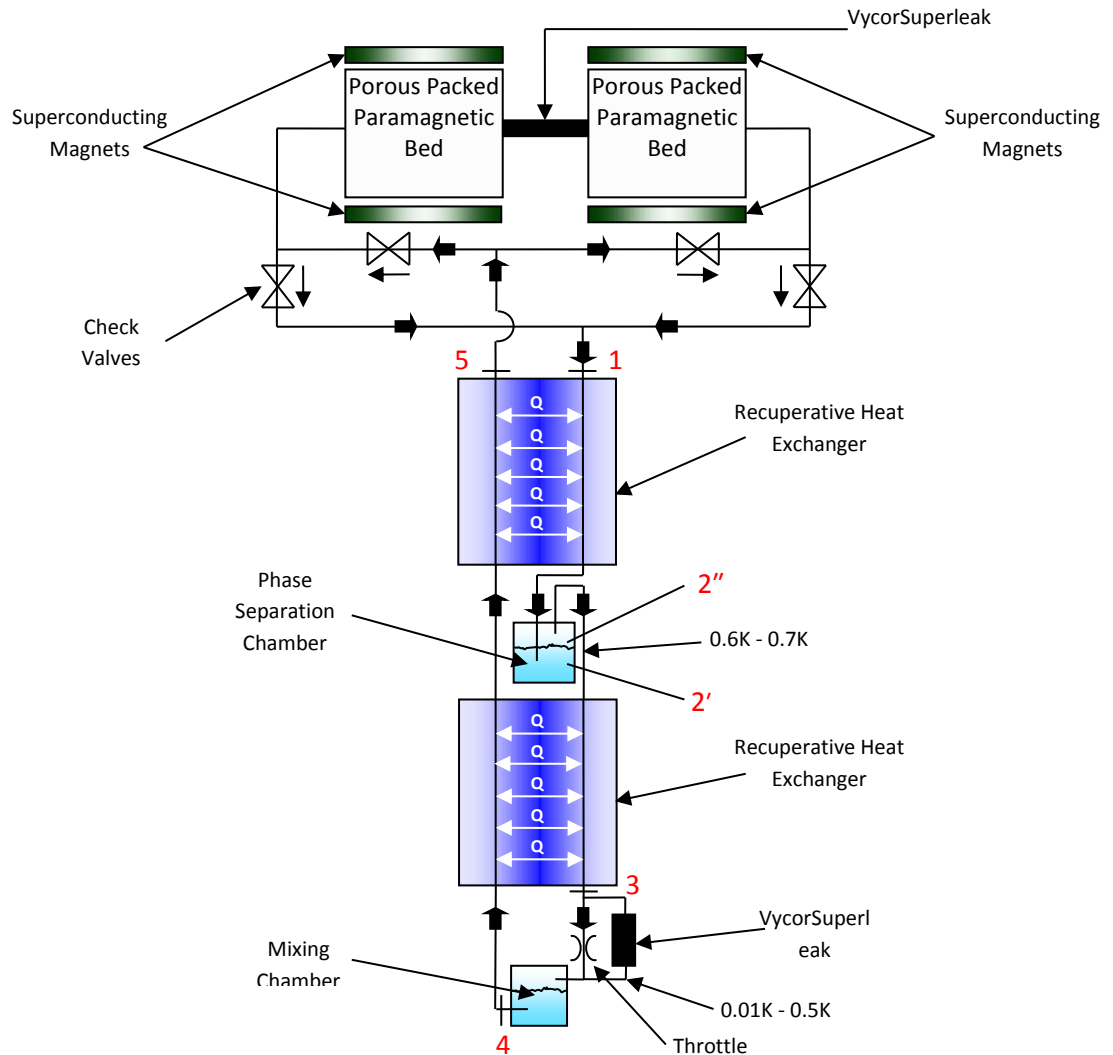 VycorSuperleak
Porous Packed
Paramagnetic
Bed
Porous Packed
Paramagnetic
Bed
Superconducting
Magnets
Superconducting
Magnets
Check
Valves
5
1
Q
Q
Q
Q
Q
Recuperative Heat
Exchanger
Phase
Separation
Chamber
2″
0.6K - 0.7K
2′
Q
Q
Q
Q
Q
Recuperative Heat
Exchanger
3
VycorSuperl
eak
Mixing
Chamber
0.01K - 0.5K
4
Throttle